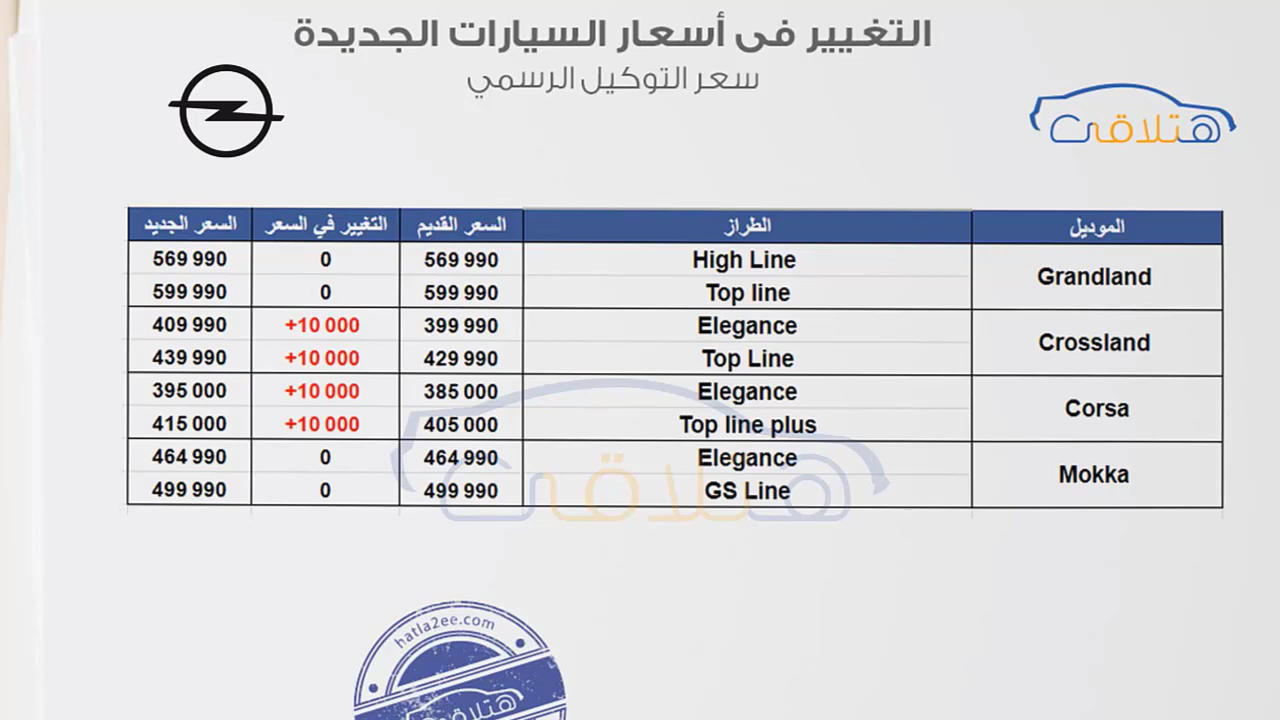 التغيير فى أسعار السيارات الجديدة
سعر التوكيل الرسمي
هتلاقى
الموديل الطراز السعر القديم التغيير في السعر السعر الجديد
Grandland High Line 569 990 0 569 990
Top line 599 990 0 599 990
Crossland Elegance 399 990 +10 000 409 990
Top Line 429 990 +10 000 439 990
Corsa Elegance 385 000 +10 000 395 000
Top line plus 405 000 +10 000 415 000
Mokka Elegance 464 990 0 464 990
GS Line 499 990 0 499 990
هتلاقى
hatla2ee.com
هتلاقى